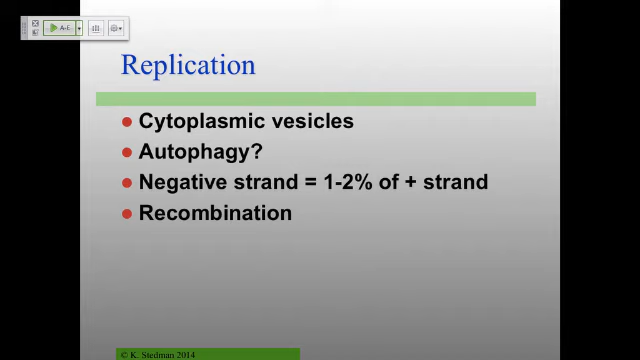 A-E
Replication
Cytoplasmic vesicles
Autophagy?
Negative strand = 1-2% of + strand
Recombination
© K. Stedman 2014